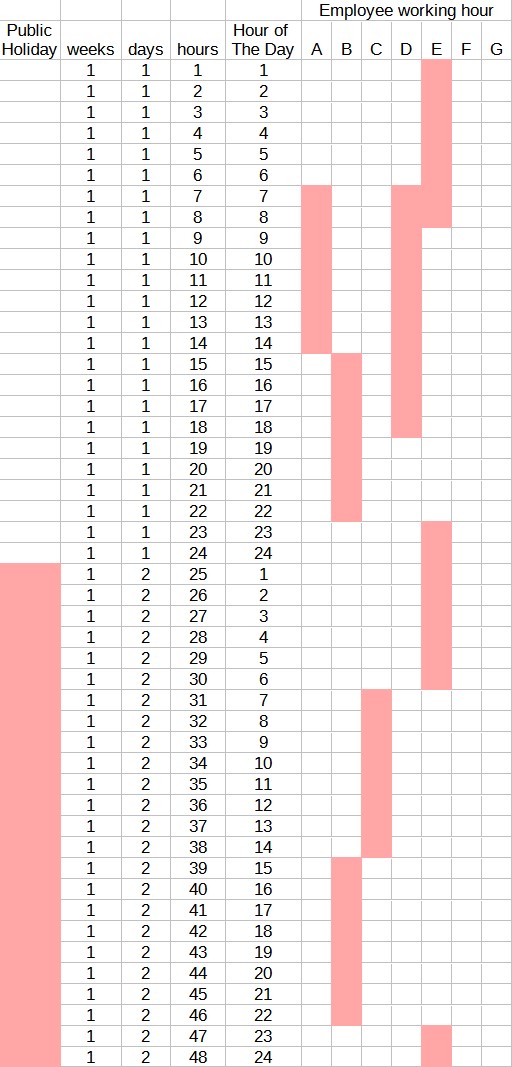 Employee working hour
Public Holiday weeks days hours Hour of The Day A B C D E F G
1 1 1 1
1 1 2 2
1 1 3 3
1 1 4 4
1 1 5 5
1 1 6 6
1 1 7 7
1 1 8 8
1 1 9 9
1 1 10 10
1 1 11 11
1 1 12 12
1 1 13 13
1 1 14 14
1 1 15 15
1 1 16 16
1 1 17 17
1 1 18 18
1 1 19 19
1 1 20 20
1 1 21 21
1 1 22 22
1 1 23 23
1 1 24 24
1 2 25 1
1 2 26 2
1 2 27 3
1 2 28 4
1 2 29 5
1 2 30 6
1 2 31 7
1 2 32 8
1 2 33 9
1 2 34 10
1 2 35 11
1 2 36 12
1 2 37 13
1 2 38 14
1 2 39 15
1 2 40 16
1 2 41 17
1 2 42 18
1 2 43 19
1 2 44 20
1 2 45 21
1 2 46 22
1 2 47 23
1 2 48 24